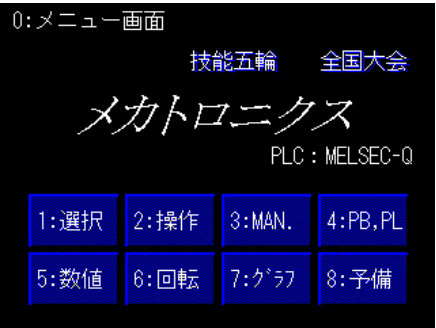 0:メニュー画面
技能五輪 全国大会
メカトロニクス
PLC：MELSEC-Q
1:選択 2:操作 3:MAN. 4:PB,PL
5:数値 6:回転 7:グラフ 8:予備